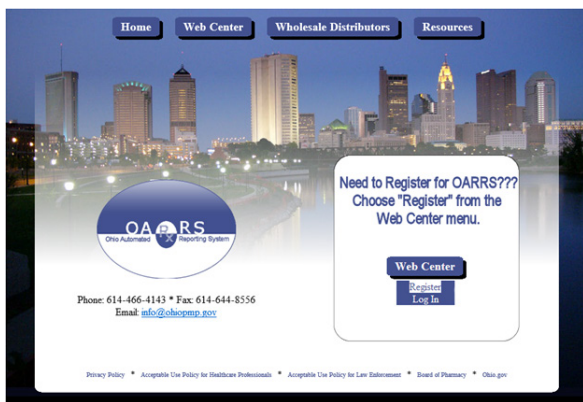 Home Web Center Wholesale Distributors Resources
Need to Register for OARRS???
Choose "Register" from the
Web Center menu.
OARxRS
Ohio Automated Reporting System
Web Center
Register
Log In
Phone: 614-466-4143 * Fax: 614-644-8556
Email: info@ohiopmp.gov
Privacy Policy * Acceptable Use Policy for Healthcare Professionals * Acceptable Use Policy for Law Enforcement * Board of Pharmacy * Ohio.gov